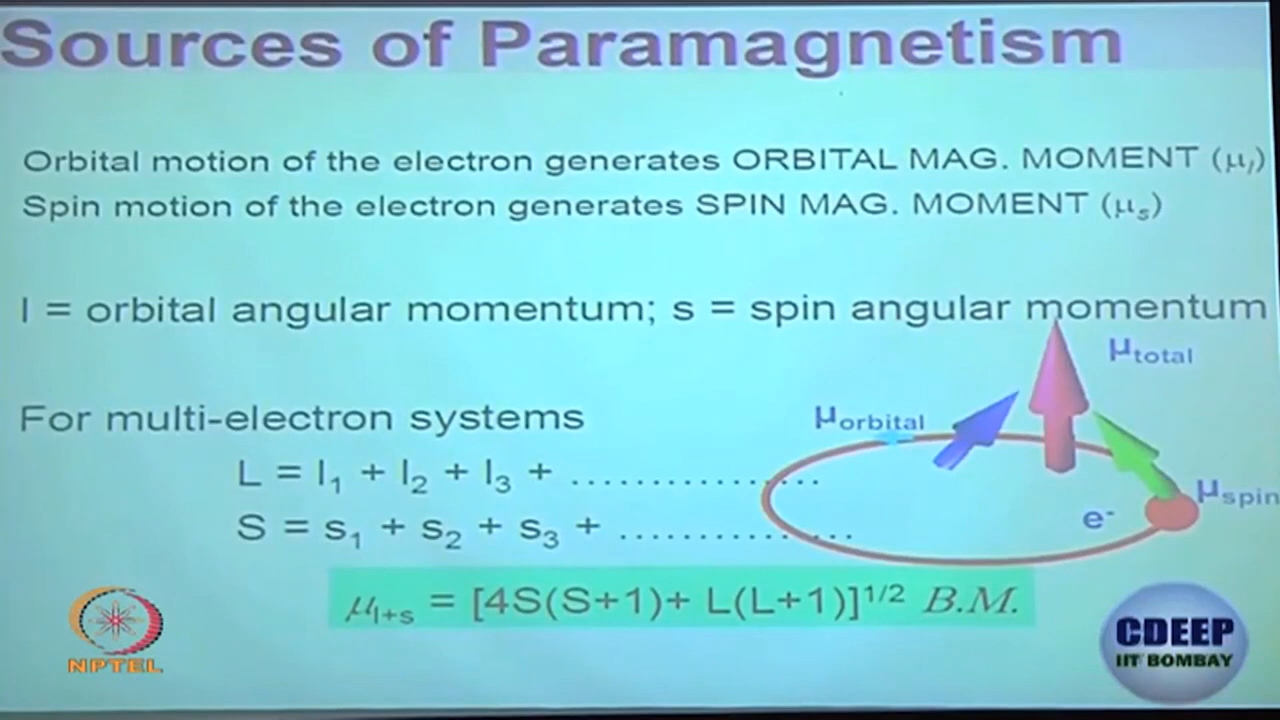 Sources of Paramagnetism
Orbital motion of the electron generates ORBITAL MAG. MOMENT (μl)
Spin motion of the electron generates SPIN MAG. MOMENT (μs)
l = orbital angular momentum; s = spin angular momentum
μtotal
For multi-electron systems
μorbital
L = l1 + l2 + l3 + ..................
S = s1 + s2 + s3 + .................
μspin
e-
μl+s = [4S(S+1)+ L(L+1)]1/2 B.M.
NPTEL
CDEEP
IIT BOMBAY